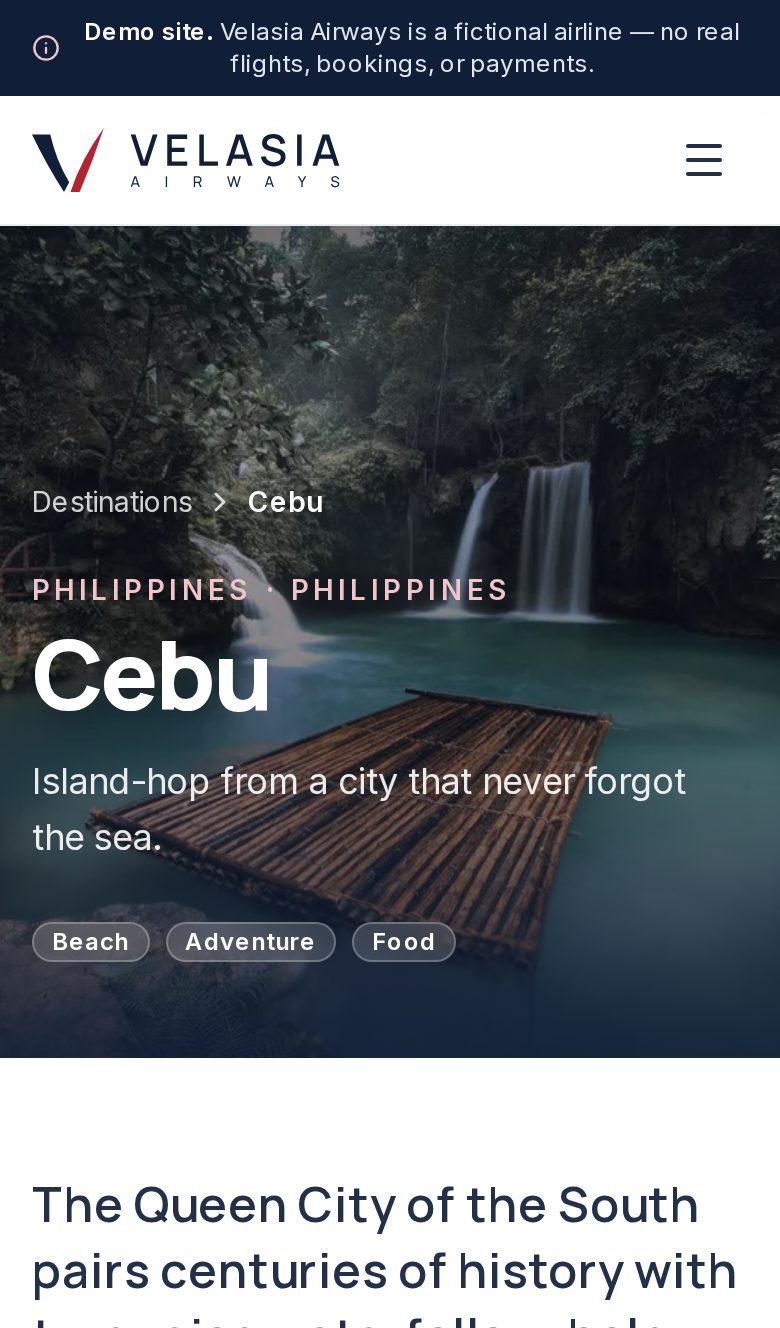 Demo site. Velasia Airways is a fictional airline — no real
flights, bookings, or payments.
VELASIA
AIRWAYS
Destinations > Cebu
PHILIPPINES · PHILIPPINES
Cebu
Island-hop from a city that never forgot
the sea.
Beach Adventure Food
The Queen City of the South
pairs centuries of history with